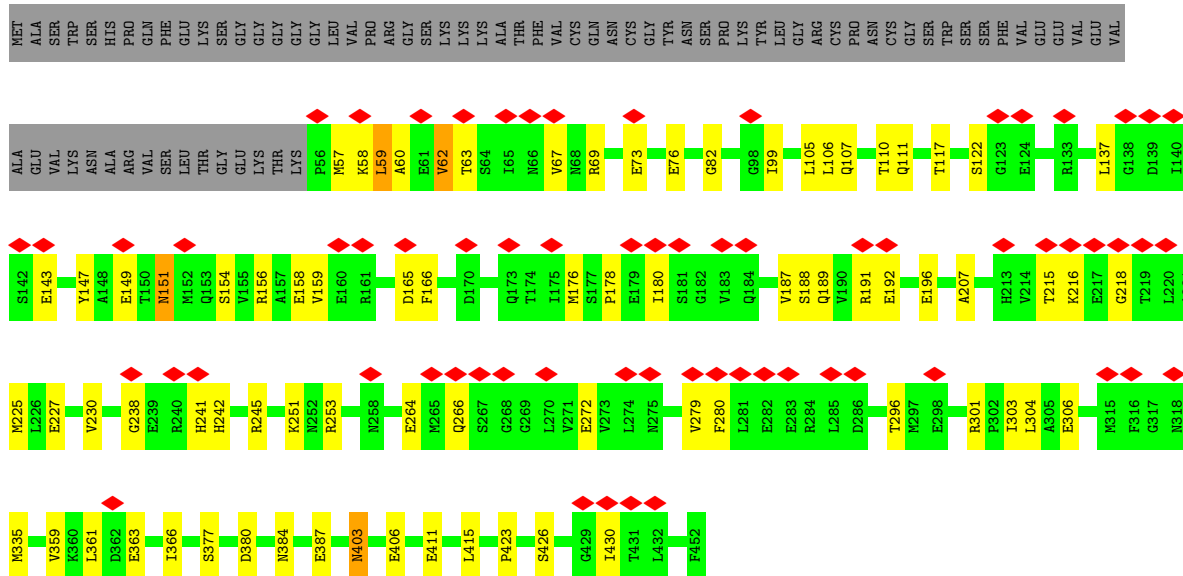 MET ALA SER TRP SER HIS PRO GLN PHE GLU LYS SER GLY GLY GLY GLY GLY LEU VAL PRO ARG GLY SER LYS LYS LYS ALA THR PHE VAL CYS GLN ASN CYS GLY TYR ASN SER PRO LYS TYR LEU GLY ARG CYS PRO ASN CYS GLY SER TRP SER SER PHE VAL GLU GLU VAL GLU VAL
ALA GLU VAL LYS ASN ALA ARG VAL SER LEU THR GLY GLU LYS THR LYS P56 M57 K58 L59 A60 E61 V62 T63 S64 I65 N66 V67 N68 R69 E73 E76 G82 G98 I99 L105 L106 Q107 T110 Q111 T117 S122 G123 E124 R133 L137 G138 D139 I140
S142 E143 Y147 A148 E149 T150 N151 M152 Q153 S154 V155 R156 A157 E158 V159 E160 R161 D165 F166 D170 Q173 T174 I175 M176 S177 P178 E179 I180 S181 G182 V183 Q184 V187 S188 Q189 V190 R191 E192 E196 A207 H213 V214 T215 K216 E217 G218 T219 L220
M225 L226 E227 V230 G238 E239 R240 H241 H242 R245 K251 N252 R253 N258 E264 M265 Q266 S267 G268 G269 L270 V271 E272 V273 L274 N275 V279 F280 L281 E282 E283 R284 L285 D286 T296 M297 E298 R301 P302 I303 L304 A305 E306 M315 F316 G317 N318
M335 V359 K360 L361 D362 E363 I366 S377 D380 N384 E387 N403 E406 E411 L415 P423 S426 G429 I430 T431 L432 F452